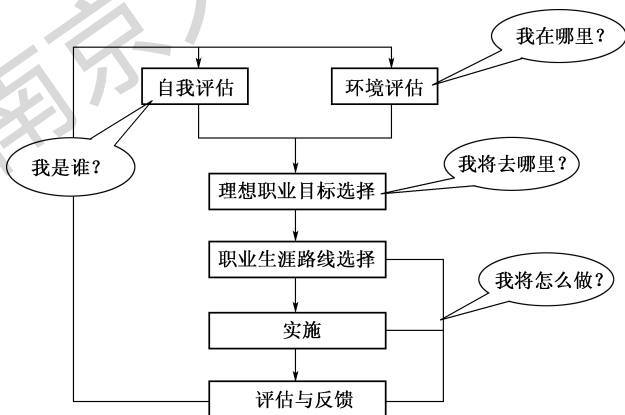 我在哪里？
自我评估
环境评估
我是谁？
我将去哪里？
理想职业目标选择
职业生涯路线选择
我将怎么做？
实施
评估与反馈
南京